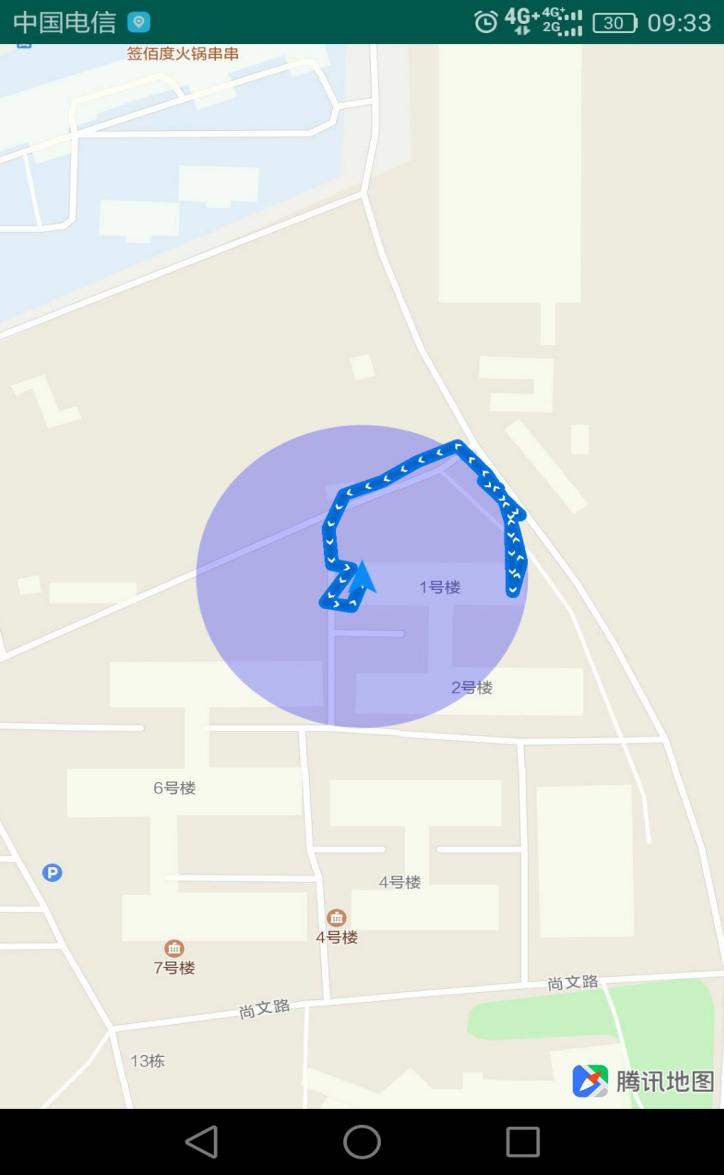 中国电信
4G+ 4G+ 2G 30 09:33
签佰度火锅串串
1号楼
2号楼
6号楼
P
4号楼
4号楼
7号楼
尚文路
尚文路
13栋
腾讯地图